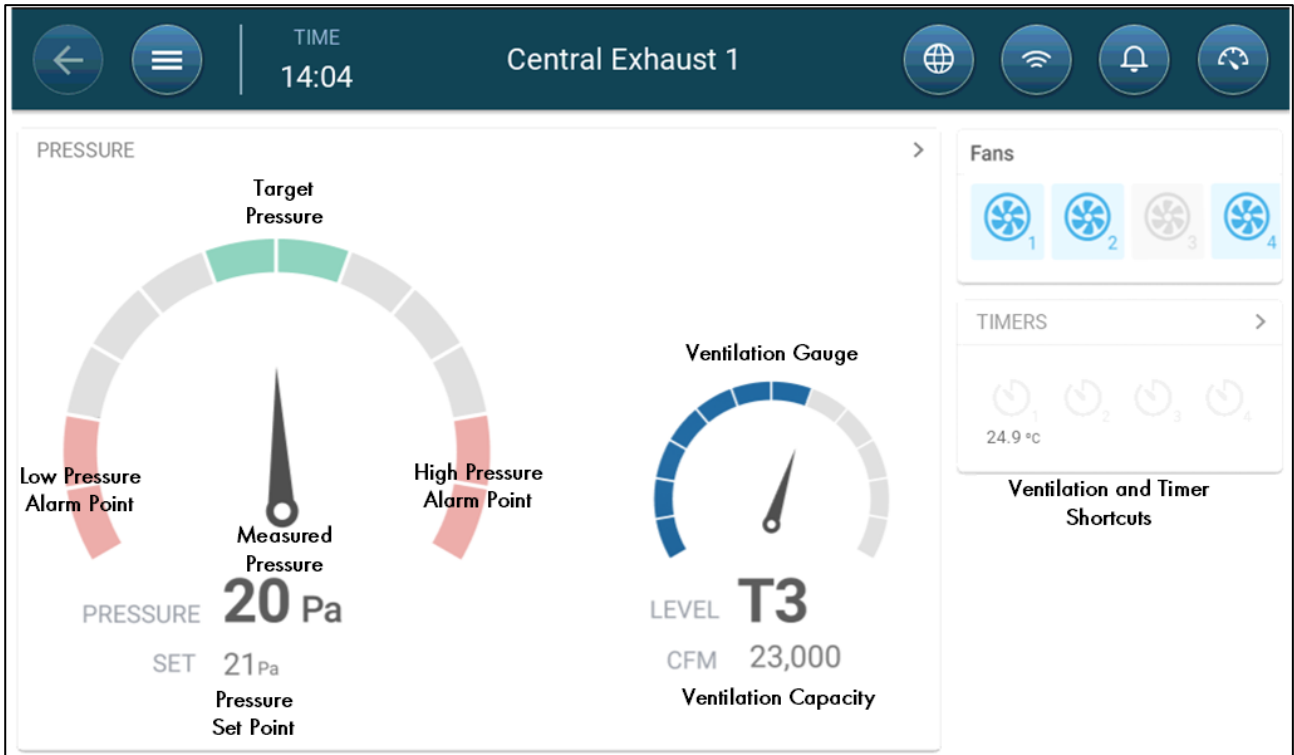 TIME
14:04
Central Exhaust 1
PRESSURE
Target
Pressure
Low Pressure
Alarm Point
High Pressure
Alarm Point
Measured
Pressure
PRESSURE 20 Pa
SET 21 Pa
Pressure
Set Point
Ventilation Gauge
LEVEL T3
CFM 23,000
Ventilation Capacity
Fans
1 2 3 4
TIMERS
1 2 3 4
24.9 °C
Ventilation and Timer
Shortcuts